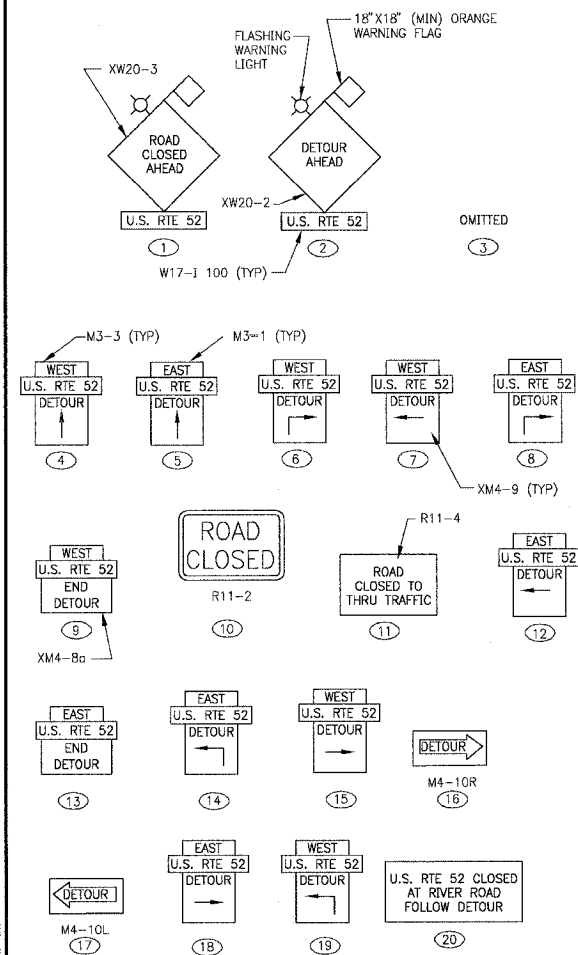 18"X18" (MIN) ORANGE
WARNING FLAG
FLASHING
WARNING
LIGHT
XW20-3
ROAD
CLOSED
AHEAD
DETOUR
AHEAD
XW20-2
U.S. RTE 52
U.S. RTE 52
OMITTED
1
2
3
W17-I 100 (TYP)
M3-3 (TYP)
M3=1 (TYP)
WEST
U.S. RTE 52
DETOUR
4
EAST
U.S. RTE 52
DETOUR
5
WEST
U.S. RTE 52
DETOUR
6
WEST
U.S. RTE 52
DETOUR
7
EAST
U.S. RTE 52
DETOUR
8
XM4-9 (TYP)
WEST
U.S. RTE 52
END
DETOUR
9
XM4-8a
ROAD
CLOSED
R11-2
10
R11-4
ROAD
CLOSED TO
THRU TRAFFIC
11
EAST
U.S. RTE 52
DETOUR
12
EAST
U.S. RTE 52
END
DETOUR
13
EAST
U.S. RTE 52
DETOUR
14
WEST
U.S. RTE 52
DETOUR
15
DETOUR
M4-10R
16
DETOUR
M4-10L
17
EAST
U.S. RTE 52
DETOUR
18
WEST
U.S. RTE 52
DETOUR
19
U.S. RTE 52 CLOSED
AT RIVER ROAD
FOLLOW DETOUR
20